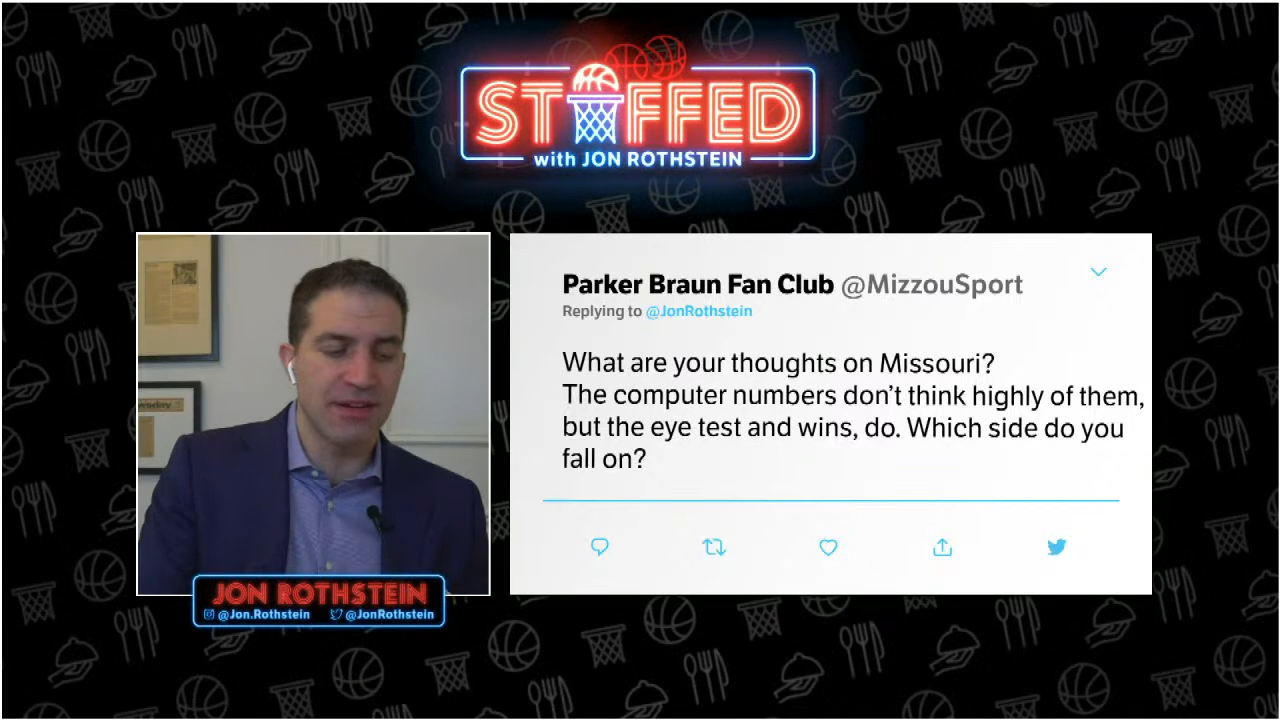 STUFFED
with JON ROTHSTEIN
Parker Braun Fan Club @MizzouSport
Replying to @JonRothstein
What are your thoughts on Missouri?
The computer numbers don't think highly of them,
but the eye test and wins, do. Which side do you
fall on?
JON ROTHSTEIN
@Jon.Rothstein @JonRothstein